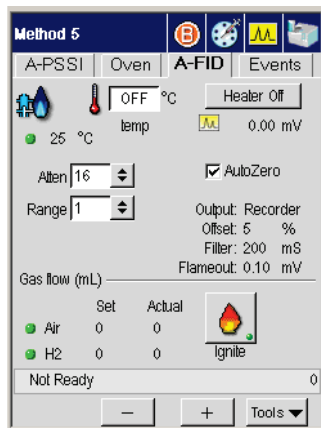 Method 5
A-PSSI Oven A-FID Events
OFF °C Heater Off
temp 0.00 mV
25 °C
Atten 16 AutoZero
Range 1 Output: Recorder
Offset: 5 %
Filter: 200 mS
Flameout: 0.10 mV
Gas flow (mL)
Set Actual
Air 0 0
H2 0 0 Ignite
Not Ready 0
− + Tools